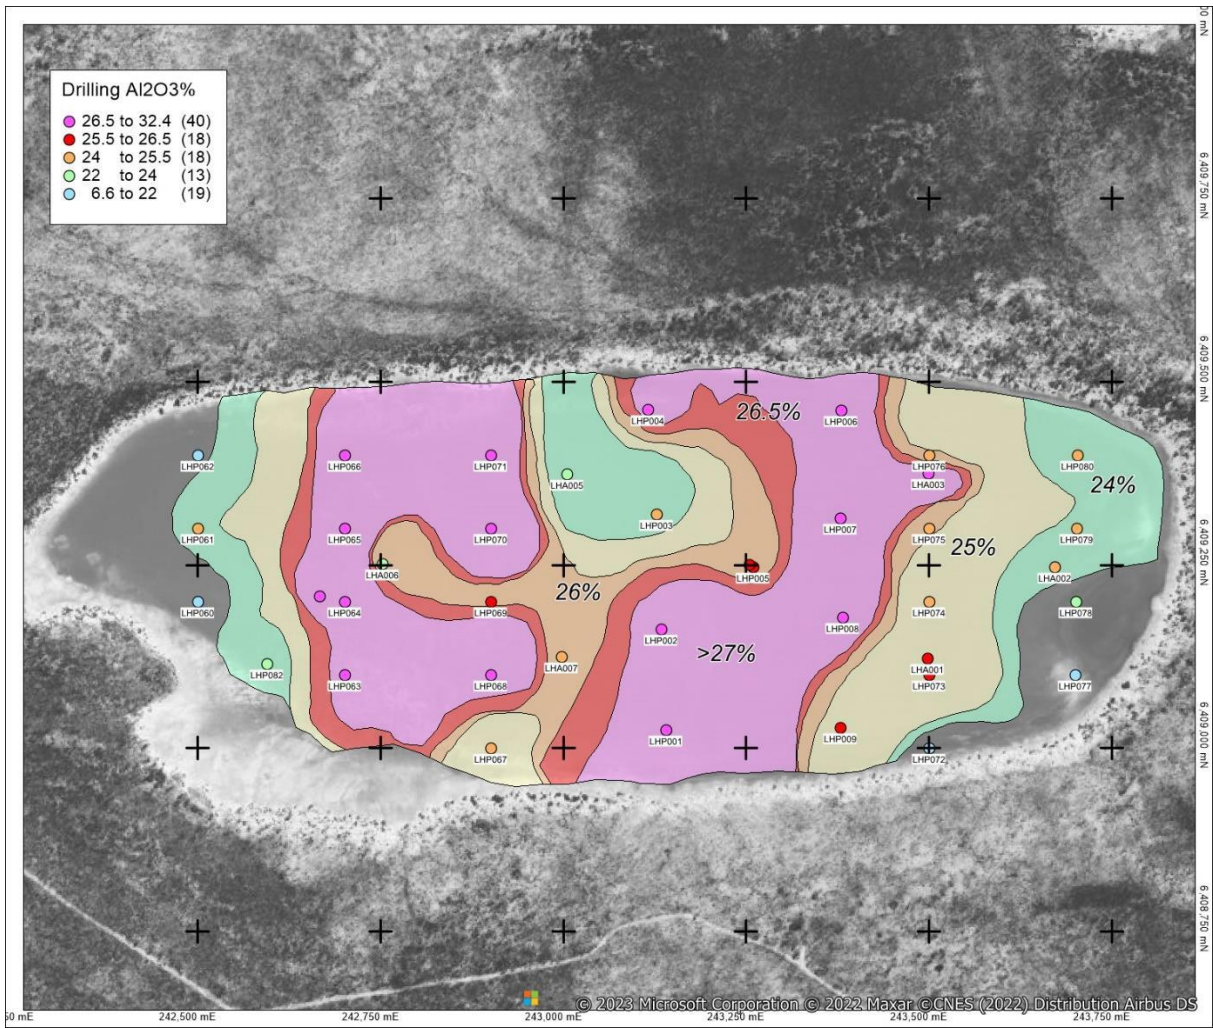 00 mN
Drilling Al2O3%
26.5 to 32.4 (40)
25.5 to 26.5 (18)
24 to 25.5 (18)
22 to 24 (13)
6.6 to 22 (19)
6,409,750 mN
6,409,500 mN
26.5%
LHP004
LHP006
LHP062
LHP066
LHP071
LHP076
LHP080
LHA005
LHA003
24%
LHP061
LHP065
LHP070
LHP003
LHP007
LHP075
LHP079
25%
6,409,250 mN
LHA006
LHP005
LHA002
26%
LHP060
LHP064
LHP069
LHP074
LHP078
LHP002
LHP008
>27%
LHP082
LHA007
LHA001
LHP063
LHP068
LHP073
LHP077
LHP001
LHP009
6,409,000 mN
LHP067
LHP072
6,408,750 mN
© 2023 Microsoft Corporation © 2022 Maxar ©CNES (2022) Distribution Airbus DS
50 mE
242,500 mE
242,750 mE
243,000 mE
243,250 mE
243,500 mE
243,750 mE